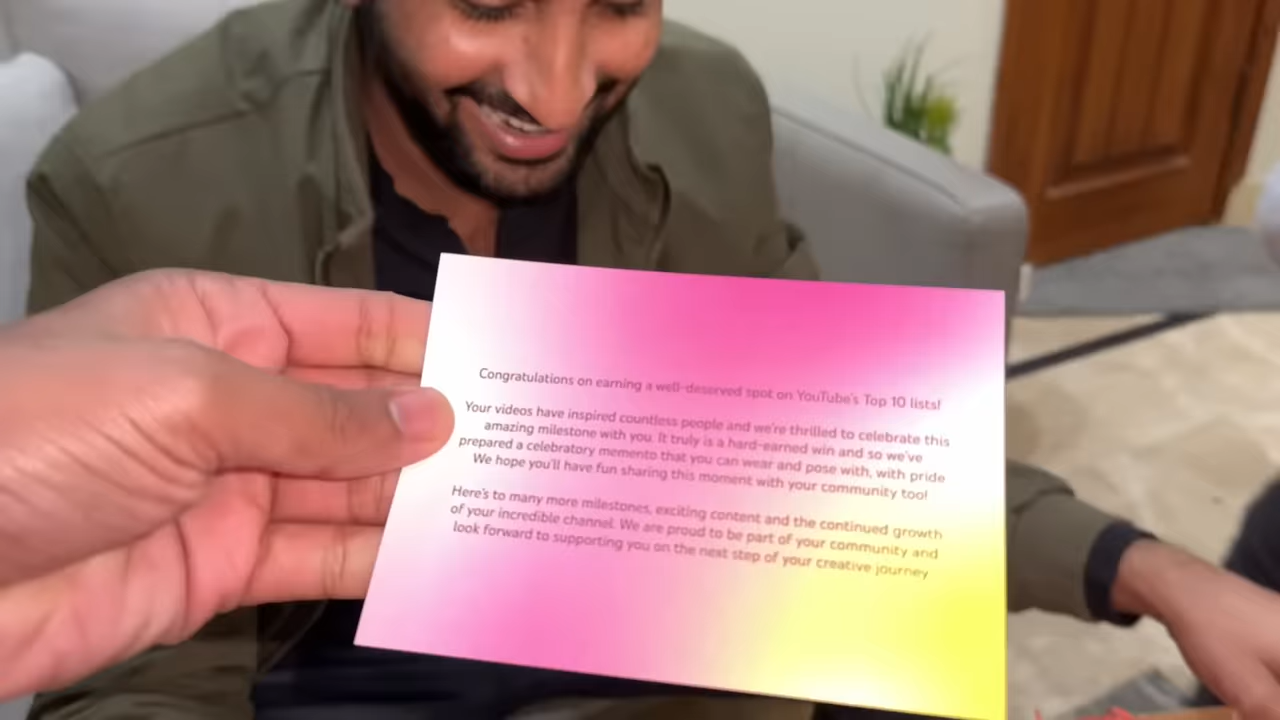 Congratulations on earning a well-deserved spot on YouTube's Top 10 lists!
Your videos have inspired countless people and we're thrilled to celebrate this
amazing milestone with you. It truly is a hard-earned win and so we've
prepared a celebratory memento that you can wear and pose with, with pride
We hope you'll have fun sharing this moment with your community too!
Here's to many more milestones, exciting content and the continued growth
of your incredible channel. We are proud to be part of your community and
look forward to supporting you on the next step of your creative journey